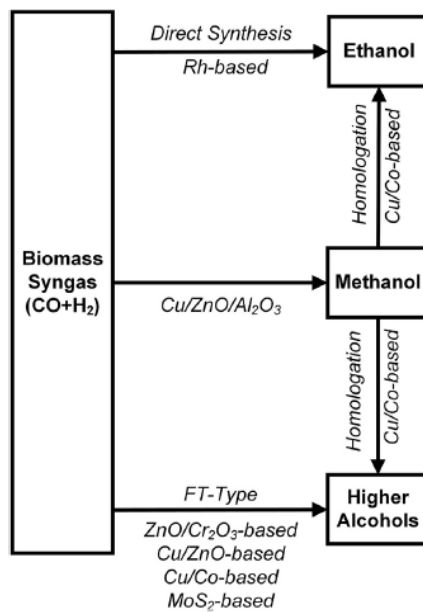 Direct Synthesis
Rh-based
Ethanol
Homologation
Cu/Co-based
Biomass
Syngas
(CO+H₂)
Cu/ZnO/Al₂O₃
Methanol
Homologation
Cu/Co-based
FT-Type
ZnO/Cr₂O₃-based
Cu/ZnO-based
Cu/Co-based
MoS₂-based
Higher
Alcohols